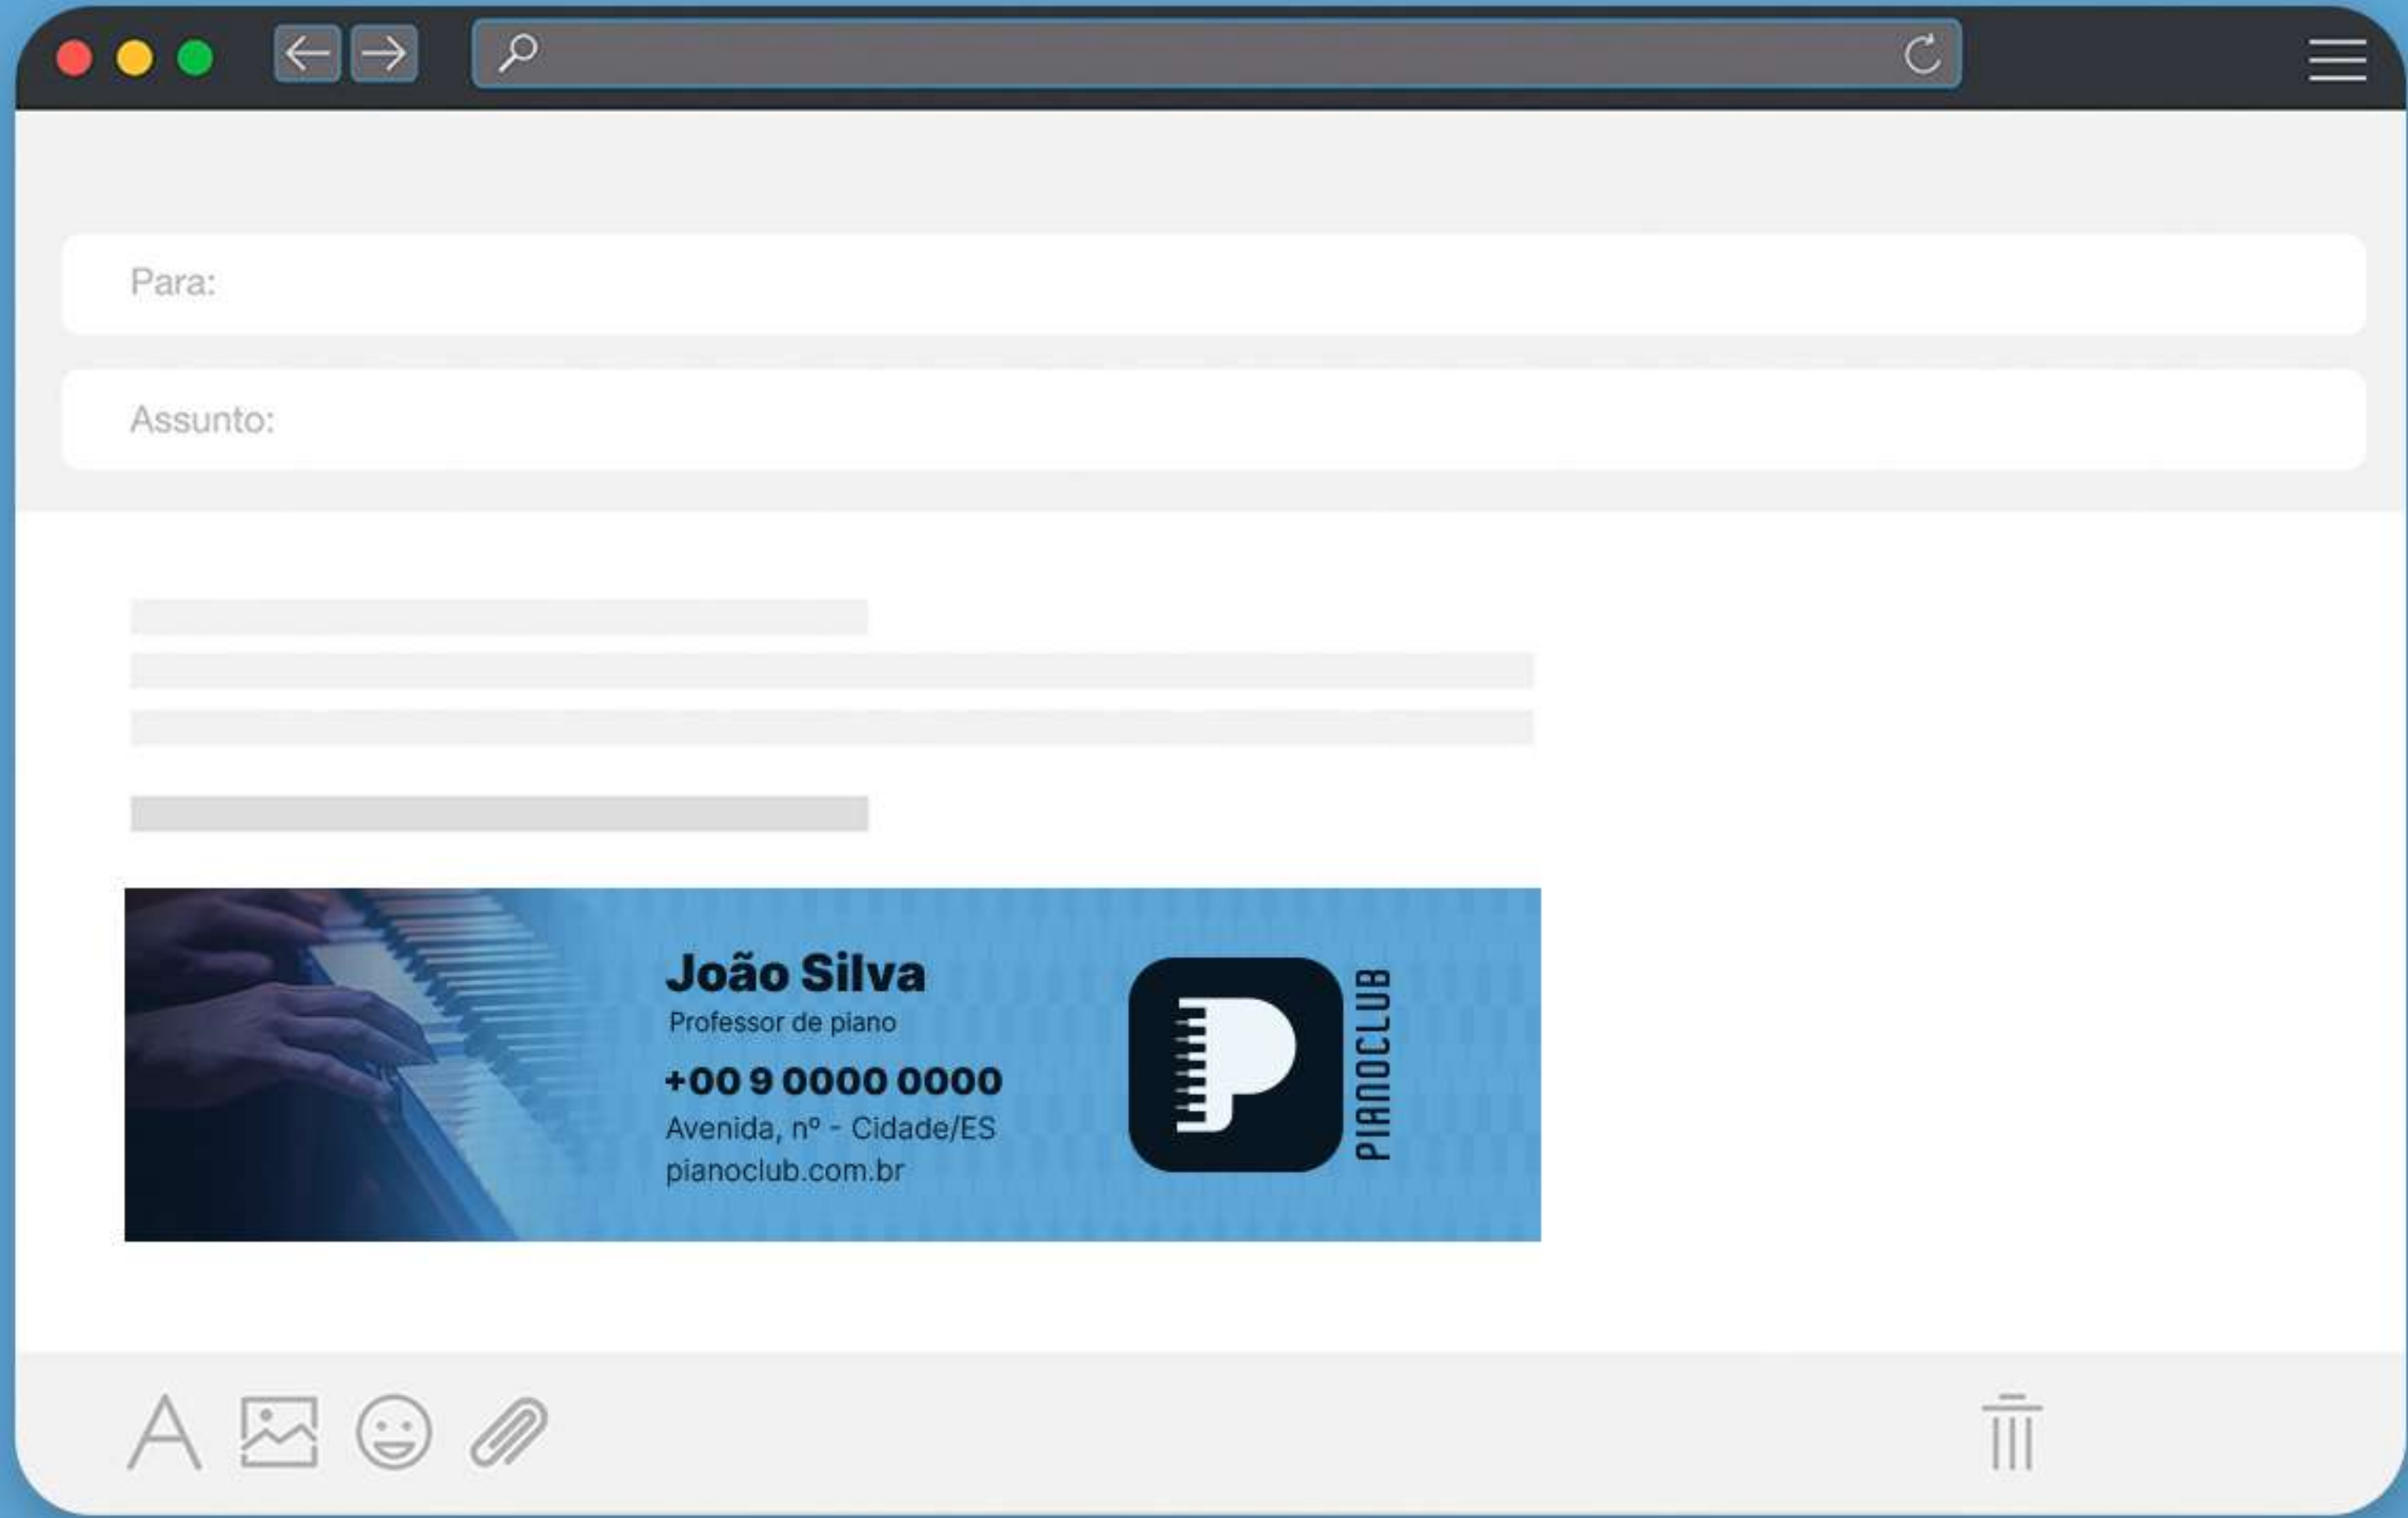 Para:
Assunto:
João Silva
Professor de piano
+00 9 0000 0000
Avenida, nº - Cidade/ES
pianoclub.com.br
P
PIANOCLUB